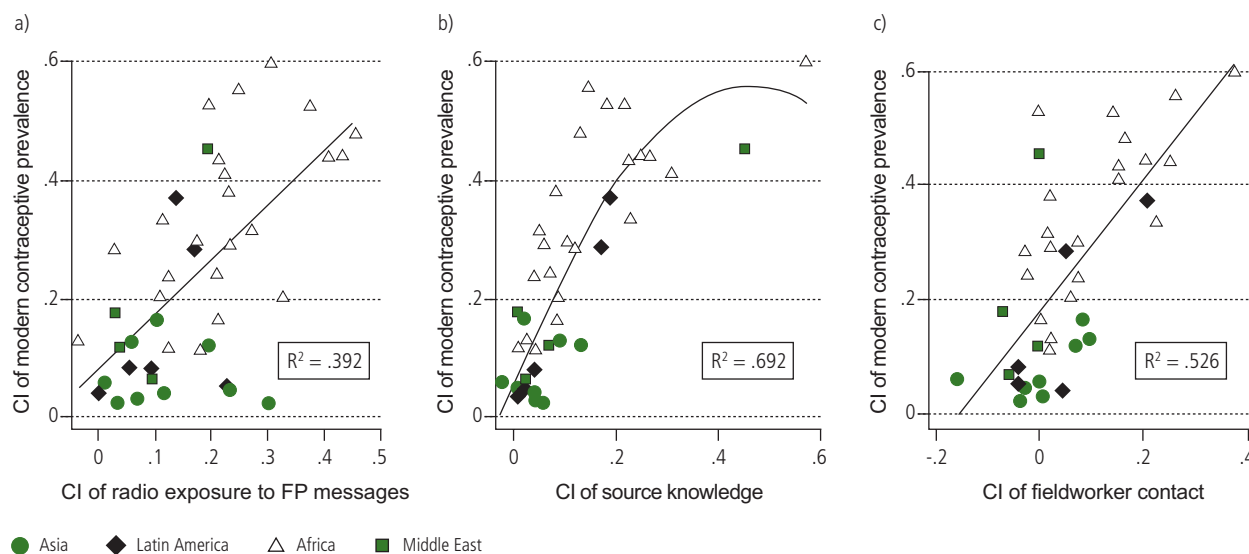 a)
CI of modern contraceptive prevalence
.6
.4
.2
0
R² = .392
0 .1 .2 .3 .4 .5
CI of radio exposure to FP messages
b)
CI of modern contraceptive prevalence
.6
.4
.2
0
R² = .692
0 .2 .4 .6
CI of source knowledge
c)
CI of modern contraceptive prevalence
.6
.4
.2
0
R² = .526
-.2 0 .2 .4
CI of fieldworker contact
Asia Latin America Africa Middle East